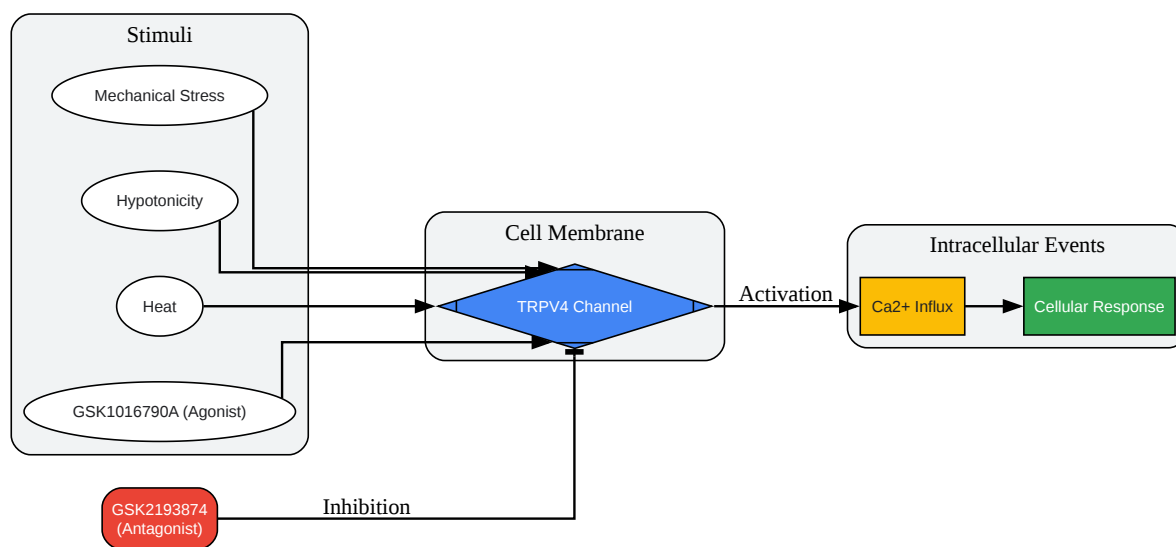 Stimuli
Mechanical Stress
Hypotonicity
Heat
GSK1016790A (Agonist)
GSK2193874
(Antagonist)
Inhibition
Cell Membrane
TRPV4 Channel
Activation
Intracellular Events
Ca2+ Influx
Cellular Response